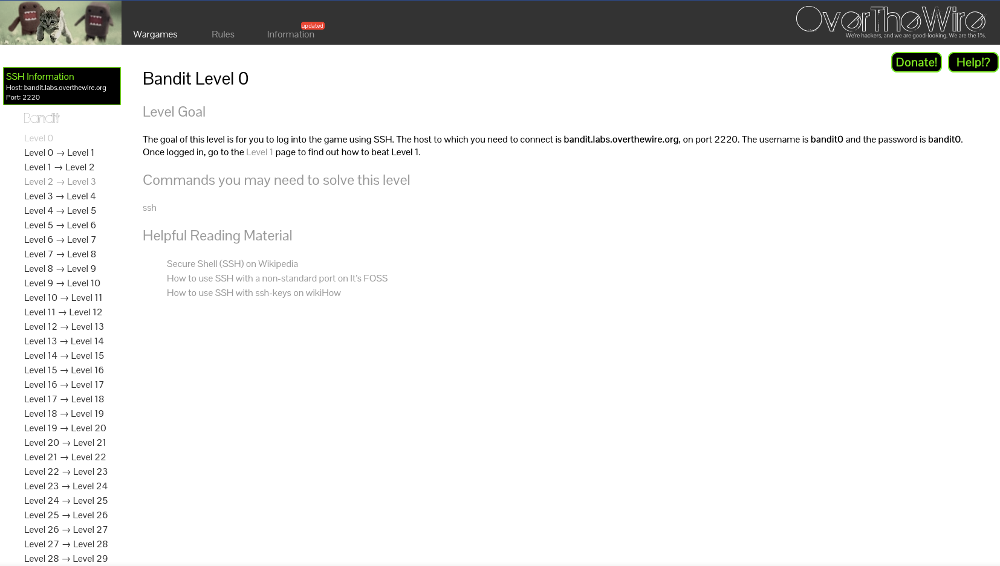 Wargames
Rules
Information
updated
OverTheWire
We're hackers, and we are good-looking. We are the 1%.
Donate!
Help!?
SSH Information
Host: bandit.labs.overthewire.org
Port: 2220
Bandit
Level 0
Level 0 → Level 1
Level 1 → Level 2
Level 2 → Level 3
Level 3 → Level 4
Level 4 → Level 5
Level 5 → Level 6
Level 6 → Level 7
Level 7 → Level 8
Level 8 → Level 9
Level 9 → Level 10
Level 10 → Level 11
Level 11 → Level 12
Level 12 → Level 13
Level 13 → Level 14
Level 14 → Level 15
Level 15 → Level 16
Level 16 → Level 17
Level 17 → Level 18
Level 18 → Level 19
Level 19 → Level 20
Level 20 → Level 21
Level 21 → Level 22
Level 22 → Level 23
Level 23 → Level 24
Level 24 → Level 25
Level 25 → Level 26
Level 26 → Level 27
Level 27 → Level 28
Level 28 → Level 29
Bandit Level 0
Level Goal
The goal of this level is for you to log into the game using SSH. The host to which you need to connect is bandit.labs.overthewire.org, on port 2220. The username is bandit0 and the password is bandit0.
Once logged in, go to the Level 1 page to find out how to beat Level 1.
Commands you may need to solve this level
ssh
Helpful Reading Material
Secure Shell (SSH) on Wikipedia
How to use SSH with a non-standard port on It's FOSS
How to use SSH with ssh-keys on wikiHow